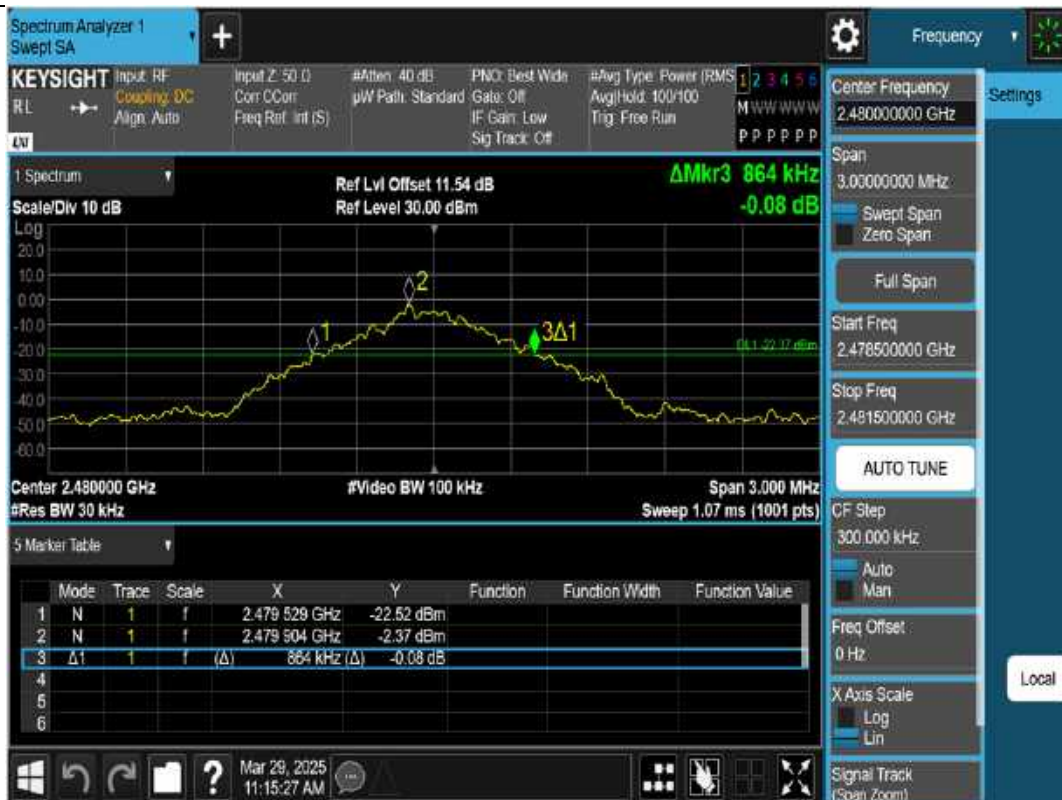 Spectrum Analyzer 1
Swept SA
+
Frequency
KEYSIGHT
RL
LXI
Input: RF
Coupling: DC
Align: Auto
Input Z: 50 Ω
Corr CCorr
Freq Ref: Int (S)
#Atten: 40 dB
µW Path: Standard
PNO: Best Wide
Gate: Off
IF Gain: Low
Sig Track: Off
#Avg Type: Power (RMS
Avg|Hold: 100/100
Trig: Free Run
1 2 3 4 5 6
M W W W W W
P P P P P P
1 Spectrum
Scale/Div 10 dB
Ref Lvl Offset 11.54 dB
Ref Level 30.00 dBm
ΔMkr3 864 kHz
-0.08 dB
Log
20.0
10.0
0.00
-10.0
-20.0
-30.0
-40.0
-50.0
-60.0
1
2
3Δ1
DL1 -22.37 dBm
Center 2.480000 GHz
#Res BW 30 kHz
#Video BW 100 kHz
Span 3.000 MHz
Sweep 1.07 ms (1001 pts)
5 Marker Table
Mode Trace Scale X Y Function Function Width Function Value
1 N 1 f 2.479 529 GHz -22.52 dBm
2 N 1 f 2.479 904 GHz -2.37 dBm
3 Δ1 1 f (Δ) 864 kHz (Δ) -0.08 dB
4
5
6
?
Mar 29, 2025
11:15:27 AM
Center Frequency
2.480000000 GHz
Settings
Span
3.00000000 MHz
Swept Span
Zero Span
Full Span
Start Freq
2.478500000 GHz
Stop Freq
2.481500000 GHz
AUTO TUNE
CF Step
300.000 kHz
Auto
Man
Freq Offset
0 Hz
Local
X Axis Scale
Log
Lin
Signal Track
(Span Zoom)